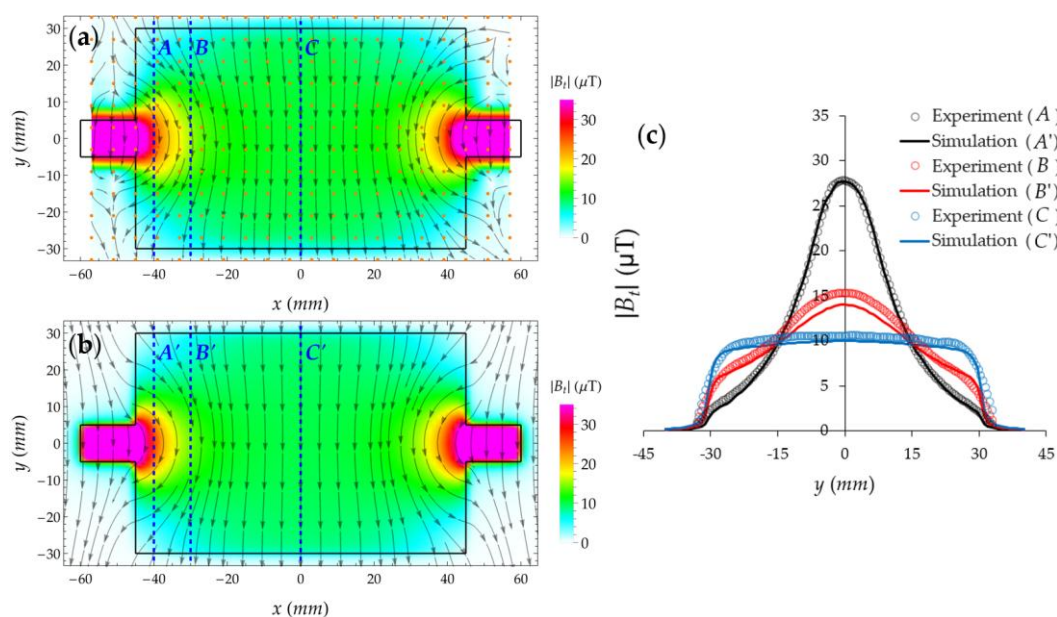 (a)
A
B
C
y (mm)
30
20
10
0
−10
−20
−30
−60
−40
−20
0
20
40
60
x (mm)
|Bt| (μT)
30
20
10
0
(b)
A′
B′
C′
y (mm)
30
20
10
0
−10
−20
−30
−60
−40
−20
0
20
40
60
x (mm)
|Bt| (μT)
30
20
10
0
(c)
Experiment (A)
Simulation (A')
Experiment (B)
Simulation (B')
Experiment (C)
Simulation (C')
|Bt| (μT)
35
30
25
20
15
10
5
0
-45
-30
-15
0
15
30
45
y (mm)